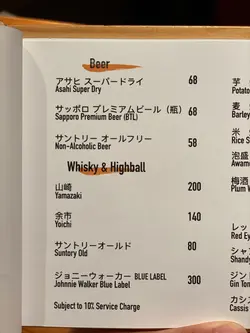 Beer
アサヒ スーパードライ 68
Asahi Super Dry
サッポロ プレミアムビール（瓶） 68
Sapporo Premium Beer (BTL)
サントリー オールフリー 58
Non-Alcoholic Beer
Whisky & Highball
山崎 200
Yamazaki
余市 140
Yoichi
サントリーオールド 80
Suntory Old
ジョニーウォーカー BLUE LABEL 300
Johnnie Walker Blue Label
Subject to 10% Service Charge
芋
Potato
麦
Barley
米
Rice S
泡盛
Awam
梅酒
Plum W
レッ
Red Ey
シャ
Shandy
ジン
Gin Ton
カシ
Cassis